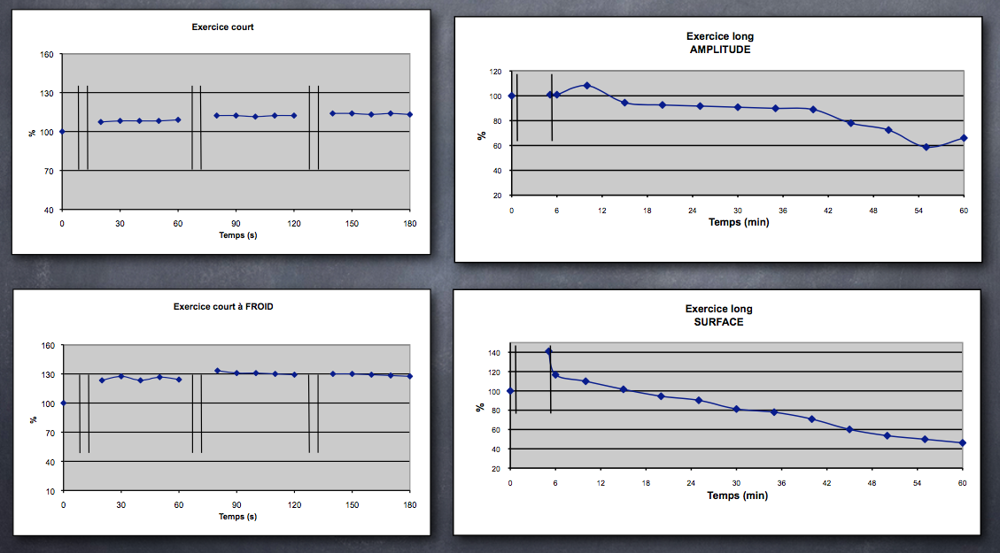 Exercice court
160
130
100
70
40
%
0 30 60 90 120 150 180
Temps (s)
Exercice long
AMPLITUDE
120
100
80
60
40
20
%
0 6 12 18 24 30 36 42 48 54 60
Temps (min)
Exercice court à FROID
160
130
100
70
40
10
%
0 30 60 90 120 150 180
Temps (s)
Exercice long
SURFACE
140
120
100
80
60
40
20
%
0 6 12 18 24 30 36 42 48 54 60
Temps (min)